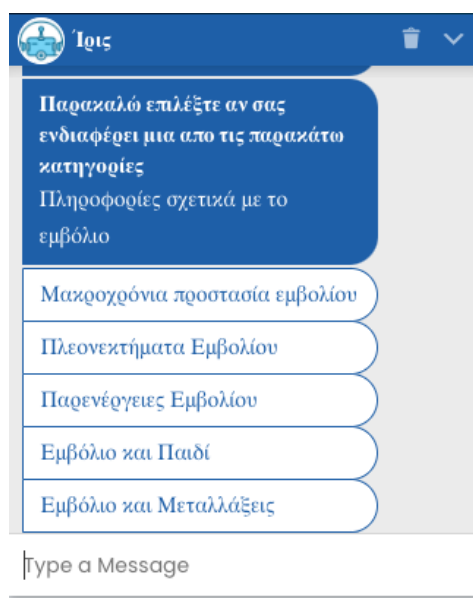 Ίρις
Παρακαλώ επιλέξτε αν σας
ενδιαφέρει μια απο τις παρακάτω
κατηγορίες
Πληροφορίες σχετικά με το
εμβόλιο
Μακροχρόνια προστασία εμβολίου
Πλεονεκτήματα Εμβολίου
Παρενέργειες Εμβολίου
Εμβόλιο και Παιδί
Εμβόλιο και Μεταλλάξεις
Type a Message